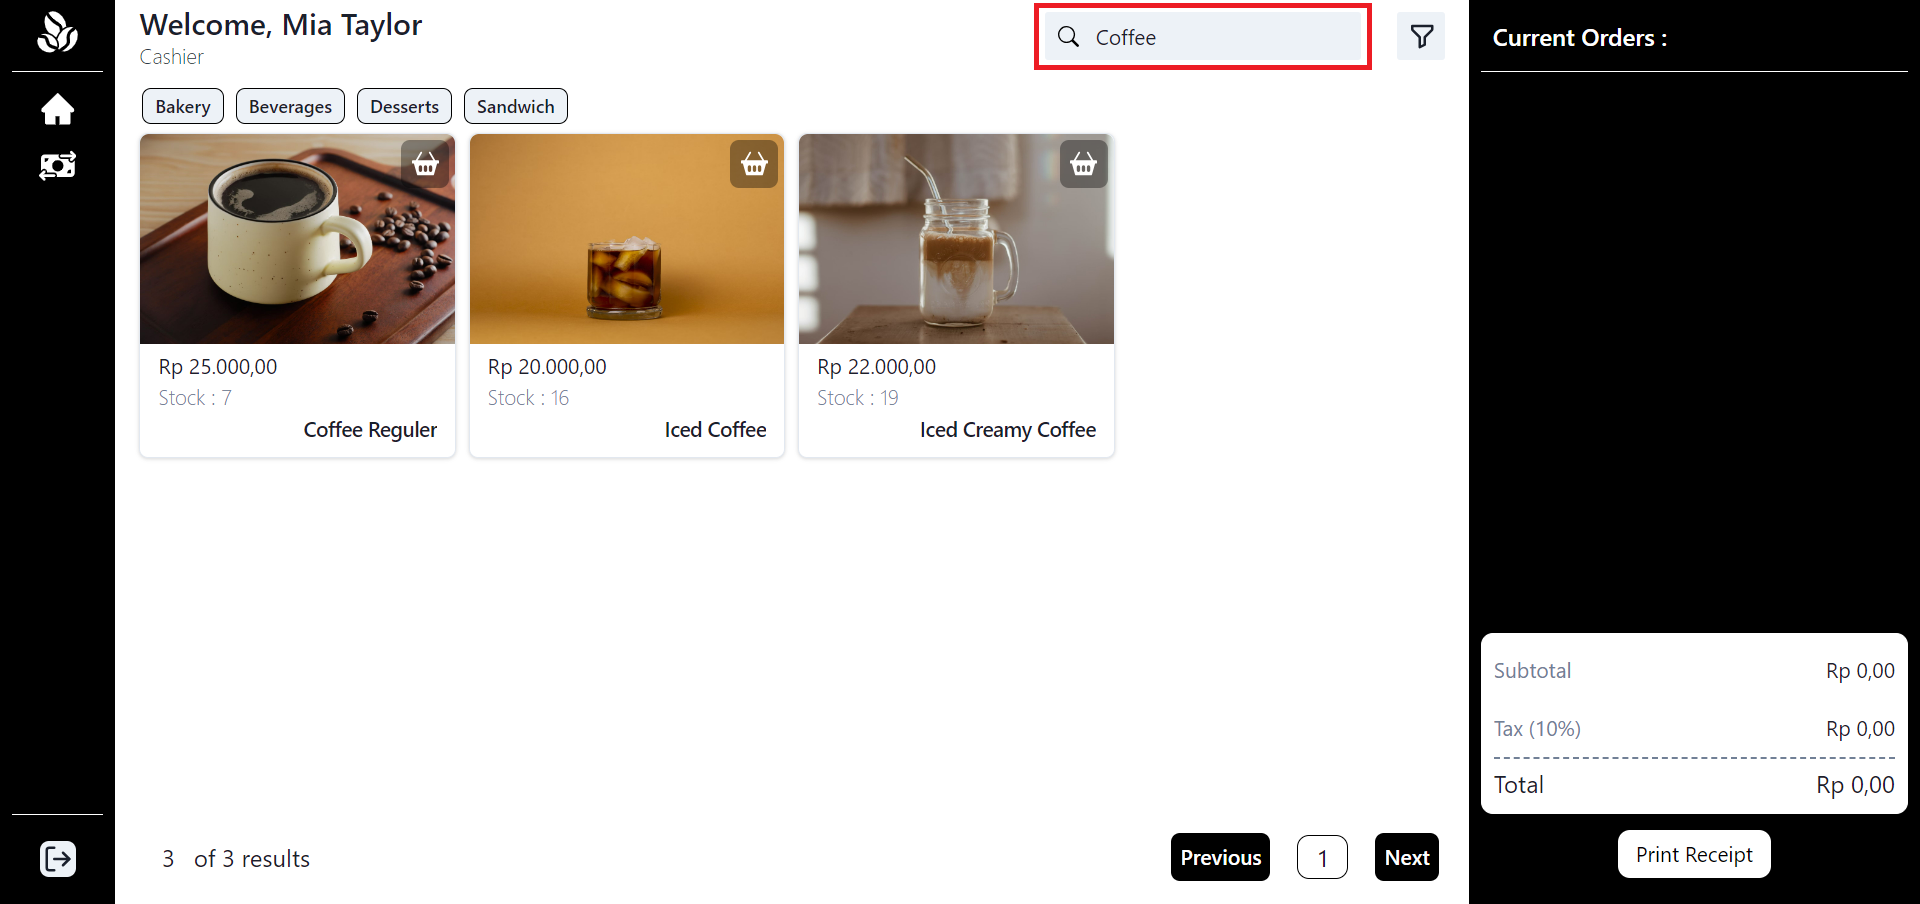 Welcome, Mia Taylor
Cashier
Coffee
Bakery
Beverages
Desserts
Sandwich
Rp 25.000,00
Stock : 7
Coffee Reguler
Rp 20.000,00
Stock : 16
Iced Coffee
Rp 22.000,00
Stock : 19
Iced Creamy Coffee
3 of 3 results
Previous
1
Next
Current Orders :
Subtotal Rp 0,00
Tax (10%) Rp 0,00
Total Rp 0,00
Print Receipt